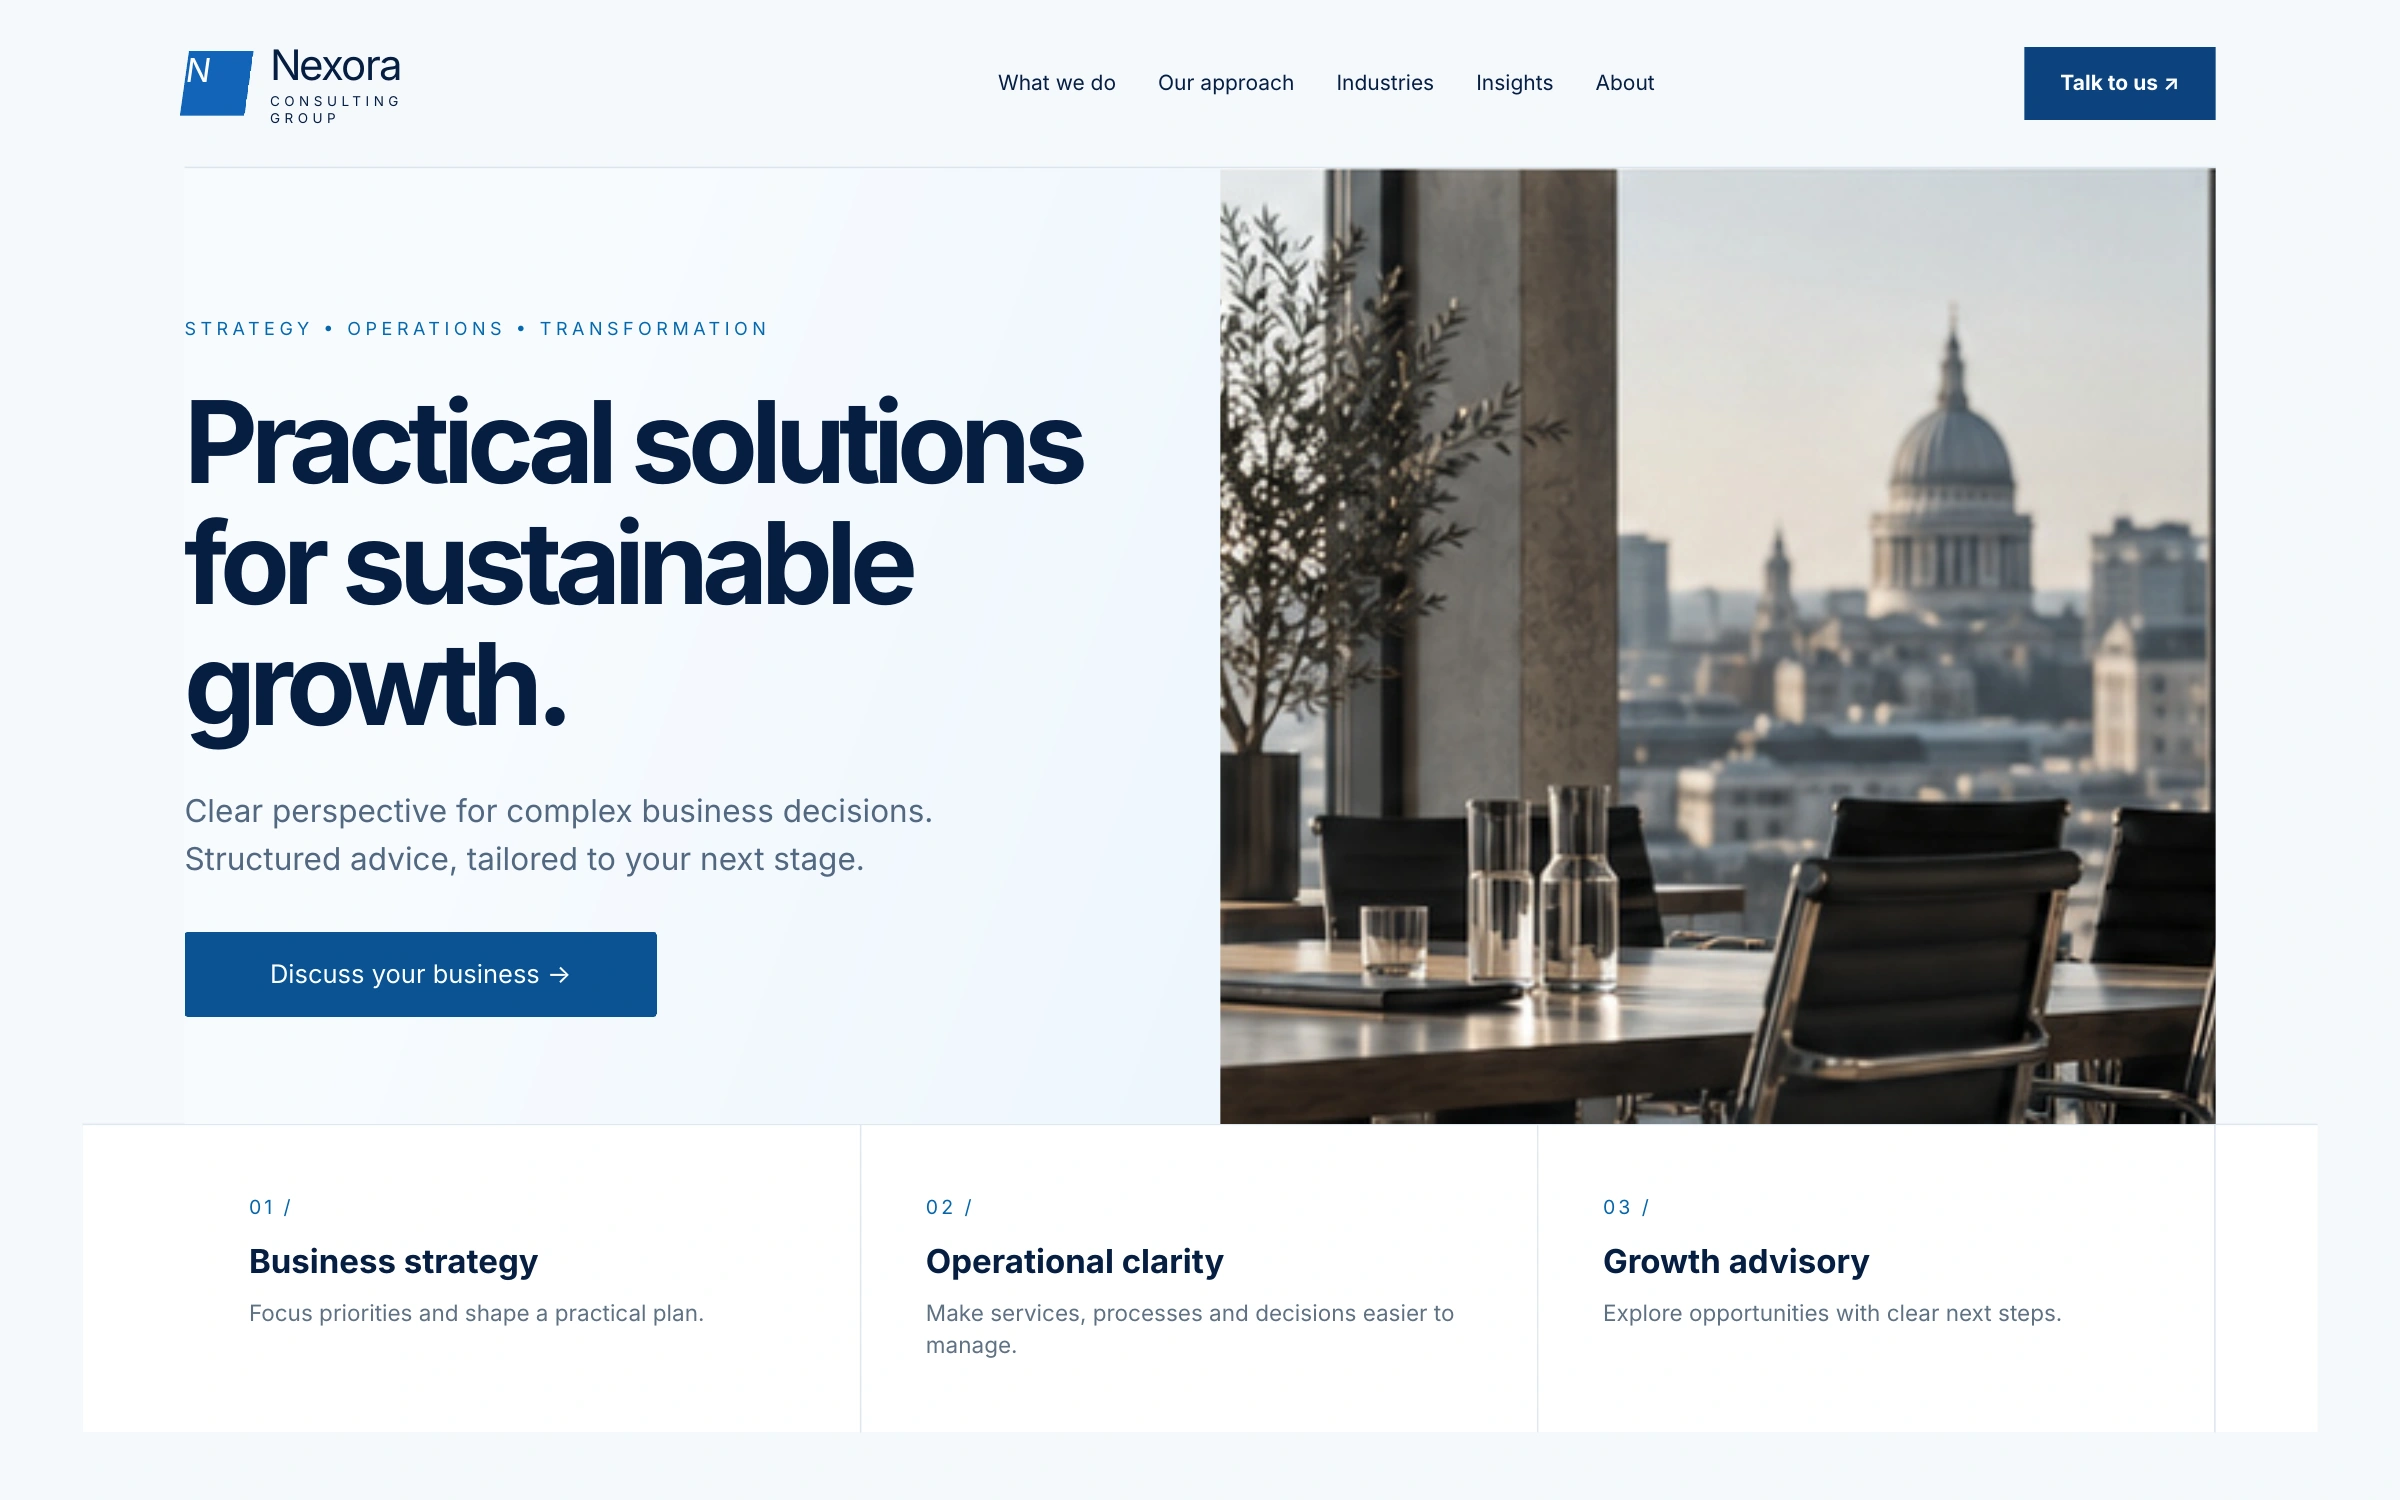 N
Nexora
CONSULTING
GROUP
What we do
Our approach
Industries
Insights
About
Talk to us ↗
STRATEGY • OPERATIONS • TRANSFORMATION
Practical solutions
for sustainable
growth.
Clear perspective for complex business decisions.
Structured advice, tailored to your next stage.
Discuss your business →
01 /
Business strategy
Focus priorities and shape a practical plan.
02 /
Operational clarity
Make services, processes and decisions easier to
manage.
03 /
Growth advisory
Explore opportunities with clear next steps.